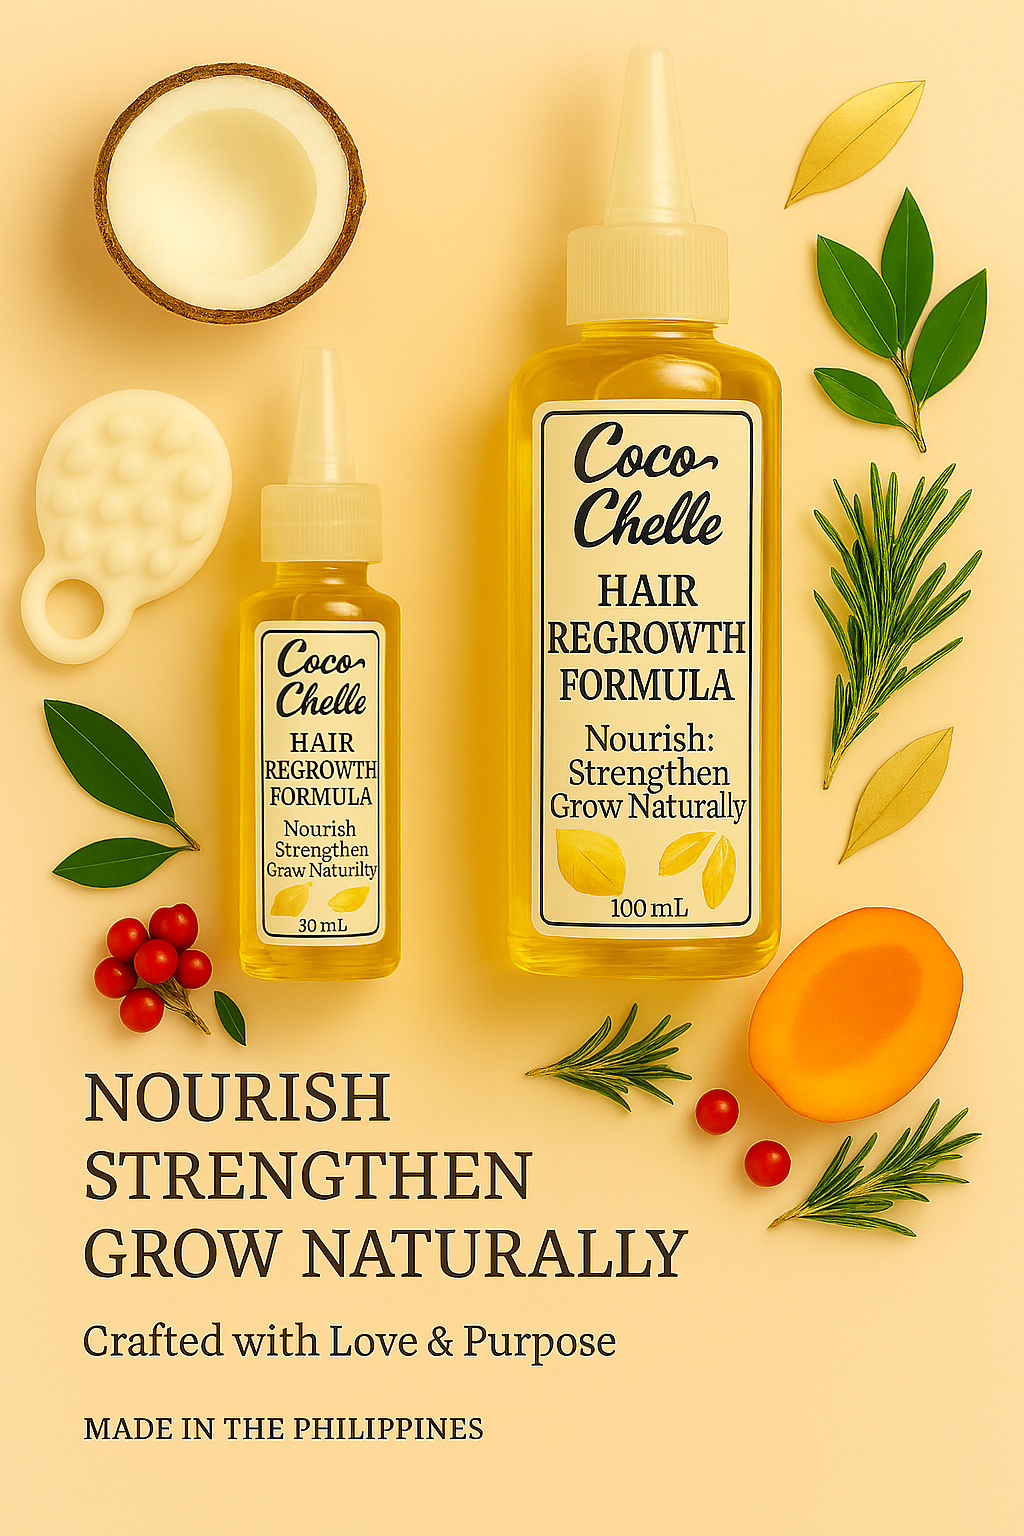 Coco
Chelle
HAIR
REGROWTH
FORMULA
Nourish
Strengthen
Graw Naturilty
30 mL
Coco
Chelle
HAIR
REGROWTH
FORMULA
Nourish:
Strengthen
Grow Naturally
100 mL
NOURISH
STRENGTHEN
GROW NATURALLY
Crafted with Love & Purpose
MADE IN THE PHILIPPINES